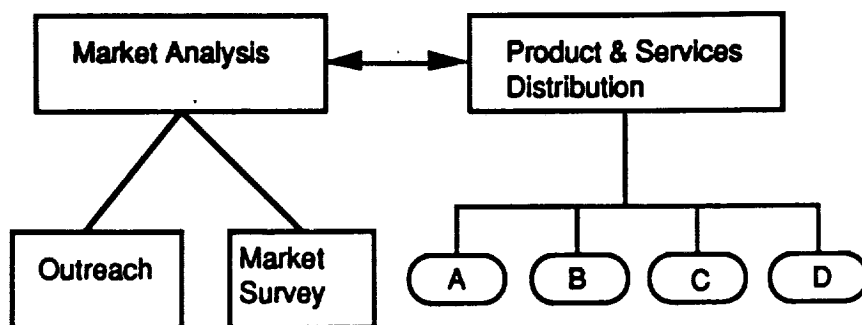 Market Analysis
Product & Services
Distribution
Outreach
Market
Survey
A
B
C
D